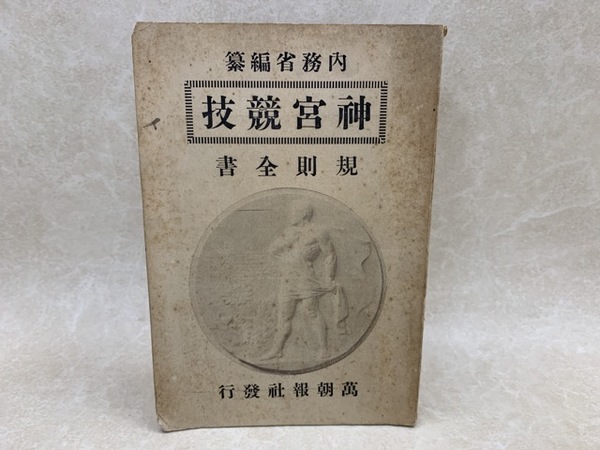 內務省編纂
神宮競技
規則全書
萬朝報社發行